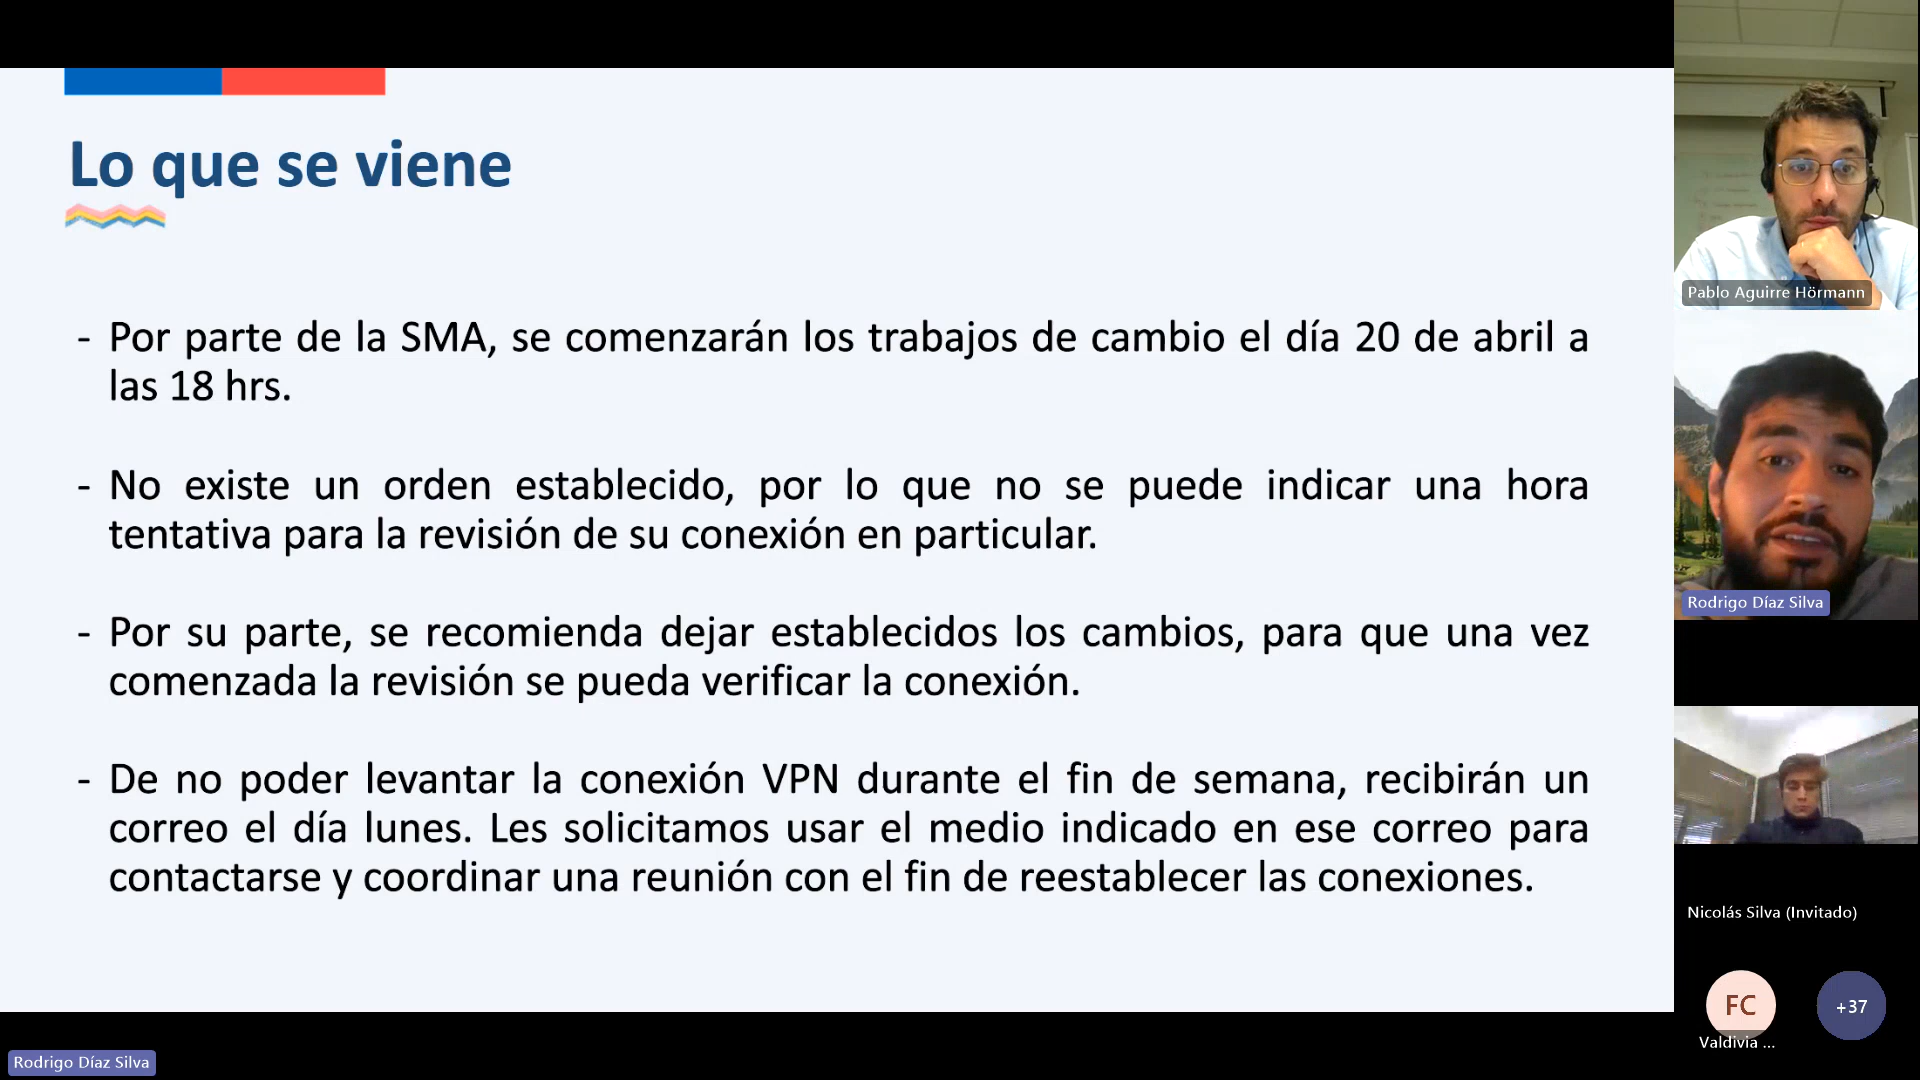 Lo que se viene
- Por parte de la SMA, se comenzarán los trabajos de cambio el día 20 de abril a
las 18 hrs.
- No existe un orden establecido, por lo que no se puede indicar una hora
tentativa para la revisión de su conexión en particular.
- Por su parte, se recomienda dejar establecidos los cambios, para que una vez
comenzada la revisión se pueda verificar la conexión.
- De no poder levantar la conexión VPN durante el fin de semana, recibirán un
correo el día lunes. Les solicitamos usar el medio indicado en ese correo para
contactarse y coordinar una reunión con el fin de reestablecer las conexiones.
Pablo Aguirre Hörmann
Rodrigo Díaz Silva
Nicolás Silva (Invitado)
FC
+37
Valdivia ...
Rodrigo Díaz Silva